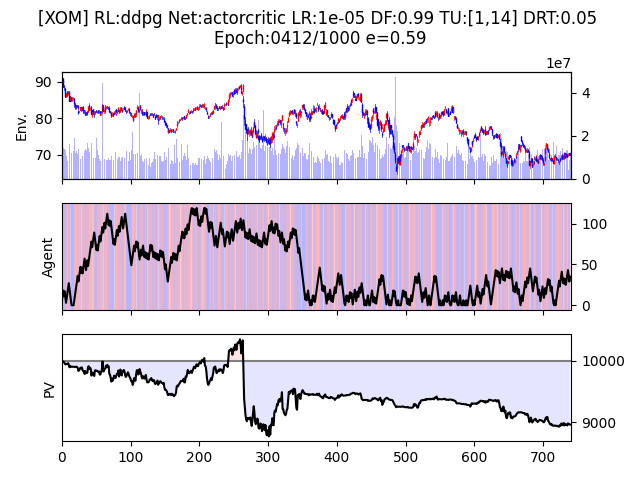 [XOM] RL:ddpg Net:actorcritic LR:1e-05 DF:0.99 TU:[1,14] DRT:0.05
Epoch:0412/1000 e=0.59
1e7
90
80
70
Env.
4
2
0
Agent
100
50
0
PV
10000
9000
0 100 200 300 400 500 600 700